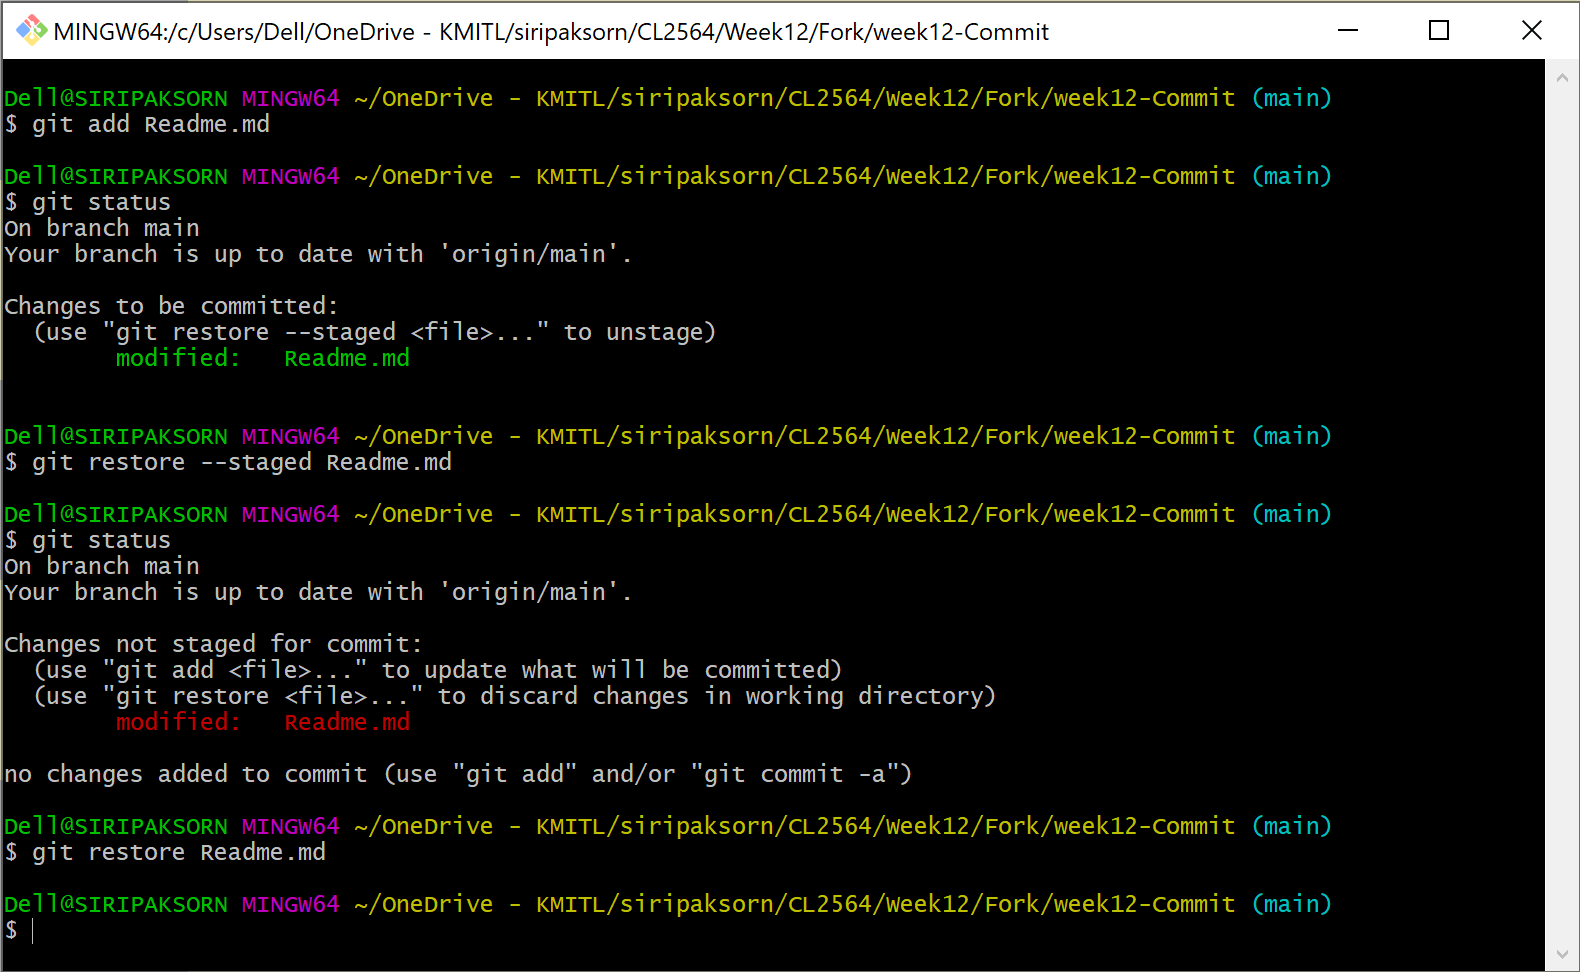 MINGW64:/c/Users/Dell/OneDrive - KMITL/siripaksorn/CL2564/Week12/Fork/week12-Commit
Dell@SIRIPAKSORN MINGW64 ~/OneDrive - KMITL/siripaksorn/CL2564/Week12/Fork/week12-Commit (main)
$ git add Readme.md
Dell@SIRIPAKSORN MINGW64 ~/OneDrive - KMITL/siripaksorn/CL2564/Week12/Fork/week12-Commit (main)
$ git status
On branch main
Your branch is up to date with 'origin/main'.
Changes to be committed:
  (use "git restore --staged <file>..." to unstage)
        modified:   Readme.md
Dell@SIRIPAKSORN MINGW64 ~/OneDrive - KMITL/siripaksorn/CL2564/Week12/Fork/week12-Commit (main)
$ git restore --staged Readme.md
Dell@SIRIPAKSORN MINGW64 ~/OneDrive - KMITL/siripaksorn/CL2564/Week12/Fork/week12-Commit (main)
$ git status
On branch main
Your branch is up to date with 'origin/main'.
Changes not staged for commit:
  (use "git add <file>..." to update what will be committed)
  (use "git restore <file>..." to discard changes in working directory)
        modified:   Readme.md
no changes added to commit (use "git add" and/or "git commit -a")
Dell@SIRIPAKSORN MINGW64 ~/OneDrive - KMITL/siripaksorn/CL2564/Week12/Fork/week12-Commit (main)
$ git restore Readme.md
Dell@SIRIPAKSORN MINGW64 ~/OneDrive - KMITL/siripaksorn/CL2564/Week12/Fork/week12-Commit (main)
$